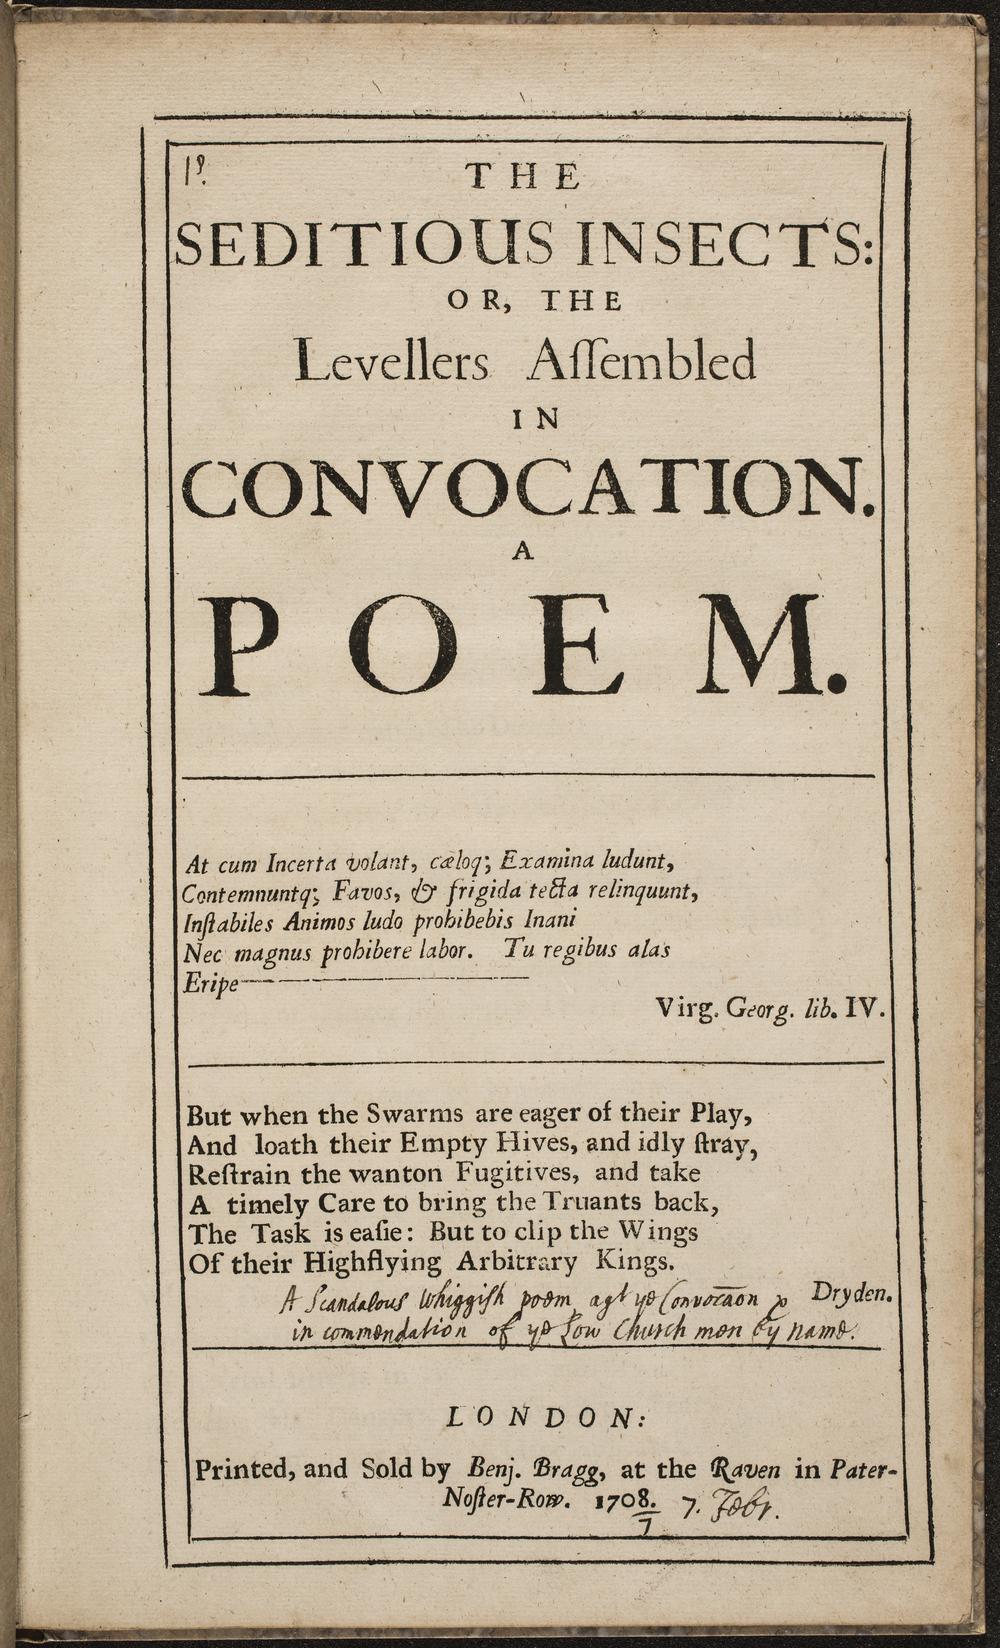 1ᵈ.
THE
SEDITIOUS INSECTS:
OR, THE
Levellers Aſſembled
IN
CONVOCATION.
A
POEM.
At cum Incerta volant, cæloq; Examina ludunt,
Contemnuntq; Favos, & frigida tecta relinquunt,
Inſtabiles Animos ludo prohibebis Inani
Nec magnus prohibere labor. Tu regibus alas
Eripe——
Virg. Georg. lib. IV.
But when the Swarms are eager of their Play,
And loath their Empty Hives, and idly ſtray,
Reſtrain the wanton Fugitives, and take
A timely Care to bring the Truants back,
The Task is eaſie: But to clip the Wings
Of their Highflying Arbitrary Kings.
Dryden.
A Scandalous Whiggiſh poem agt ye Convocãon &
in commendation of ye Low Church men by name.
LONDON:
Printed, and Sold by Benj. Bragg, at the Raven in Pater-
Noſter-Row. 1708. 7. Febr.
7